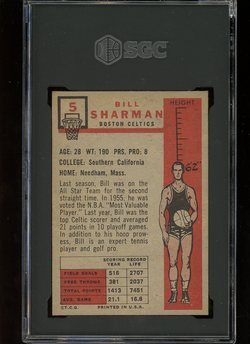 SGC
5
BILL
SHARMAN
BOSTON CELTICS
HEIGHT
6'2"
AGE: 28 WT: 190 PRS, PRO: 6
COLLEGE: Southern California
HOME: Needham, Mass.
Last season, Bill was on the
All Star Team for the second
straight time. In 1955, he was
voted the N.B.A. "Most Valuable
Player." Last year, Bill was the
top Celtic scorer and averaged
21 points in 10 playoff games.
In addition to his hoop prow-
ess, Bill is an expert tennis
player and golf pro.
SCORING RECORD
YEAR LIFE
FIELD GOALS 516 2707
FREE THROWS 381 2037
TOTAL POINTS 1413 7451
AVG. GAME 21.1 16.8
©T.C.G. PRINTED IN U.S.A.